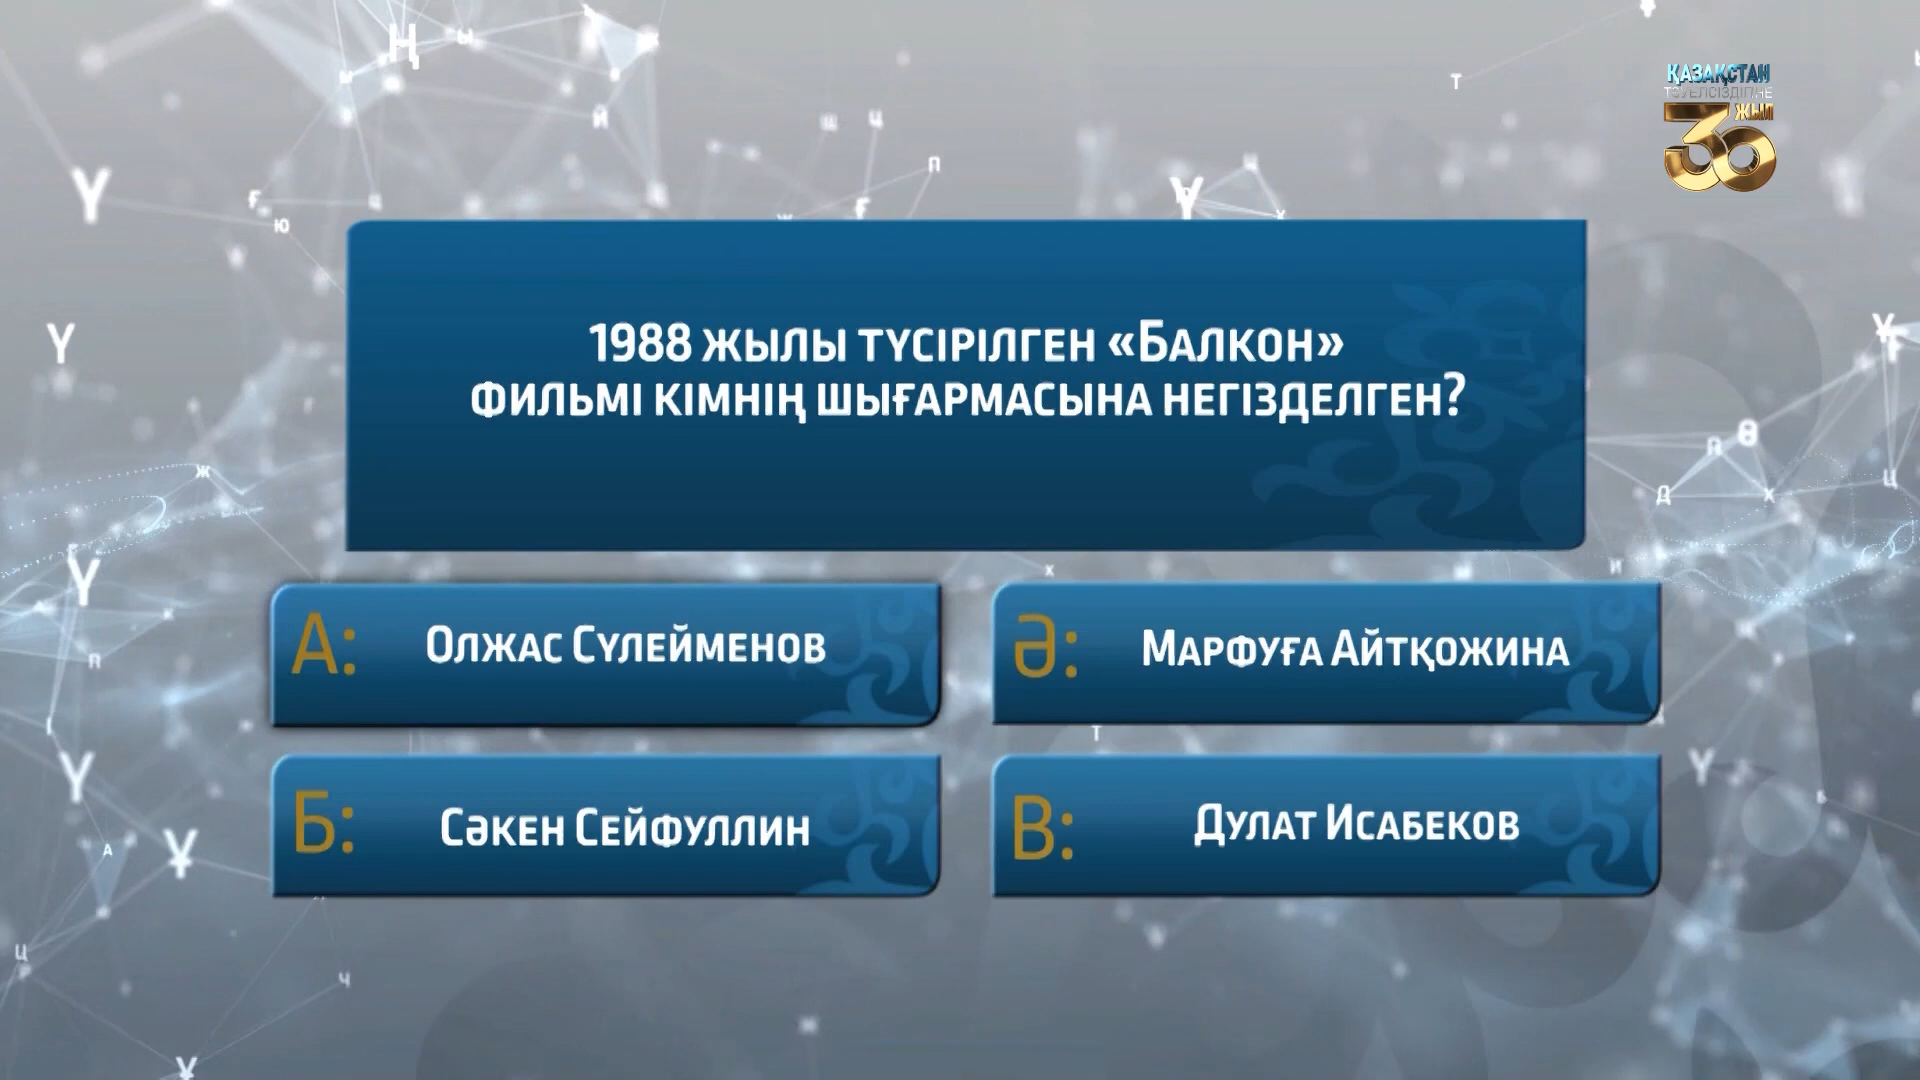 ҚАЗАҚСТАН
ТӘУЕЛСІЗДІГІНЕ
30 ЖЫЛ
1988 жылы түсірілген «Балкон»
фильмі кімнің шығармасына негізделген?
А: Олжас Сүлейменов
Ә: Марфуға Айтқожина
Б: Сәкен Сейфуллин
В: Дулат Исабеков